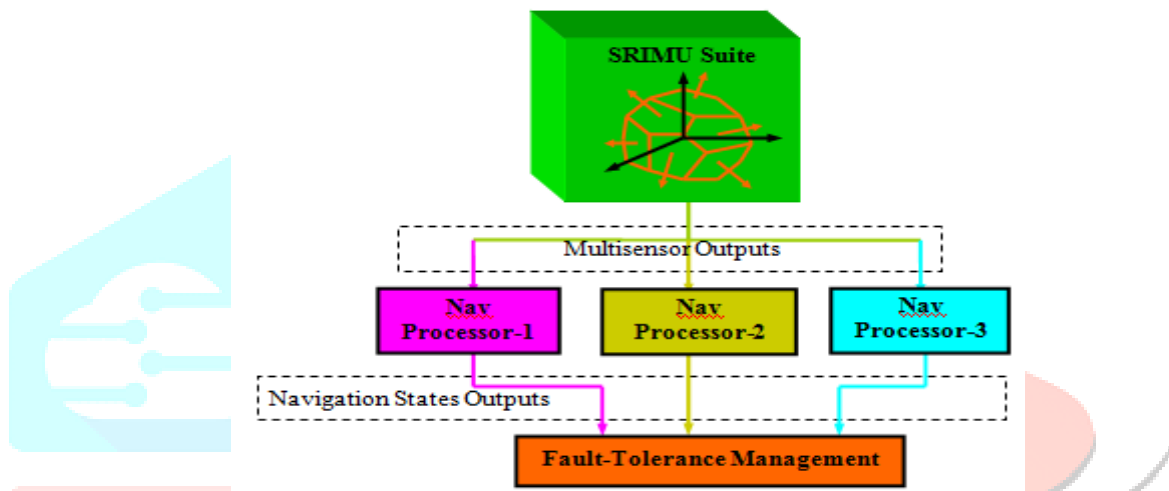 SRIMU Suite
Multisensor Outputs
Nav
Processor-1
Nav
Processor-2
Nav
Processor-3
Navigation States Outputs
Fault-Tolerance Management